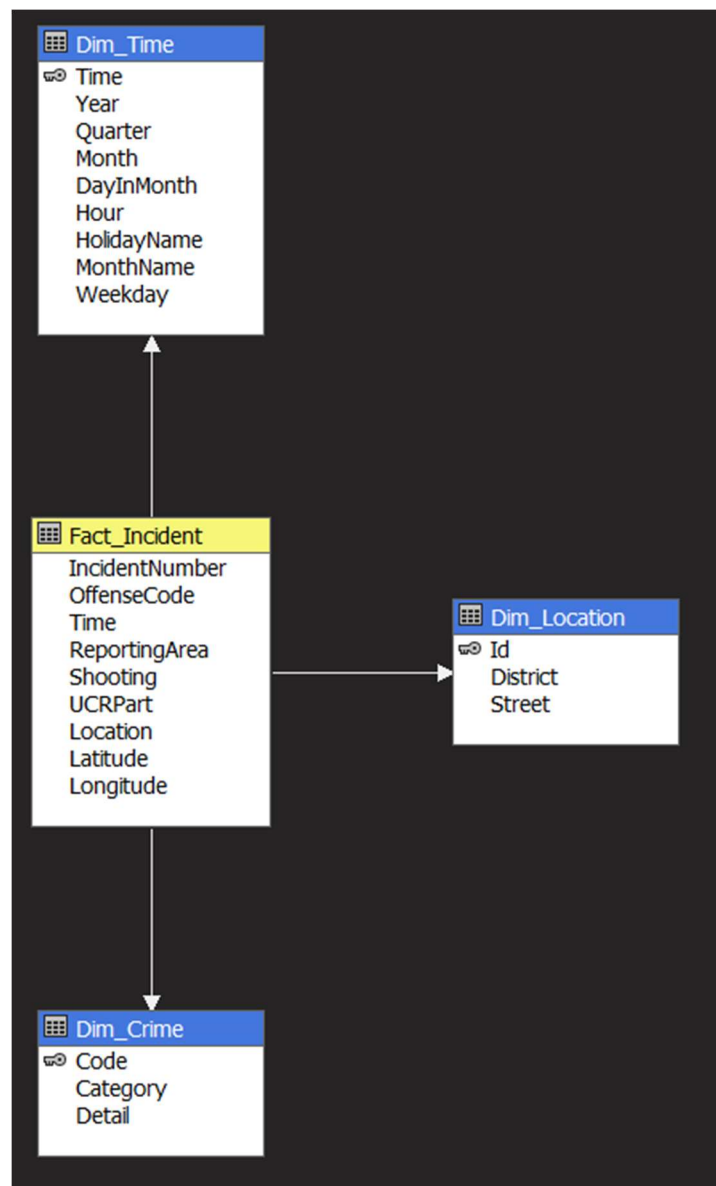 Dim_Time
Time
Year
Quarter
Month
DayInMonth
Hour
HolidayName
MonthName
Weekday
Fact_Incident
IncidentNumber
OffenseCode
Time
ReportingArea
Shooting
UCRPart
Location
Latitude
Longitude
Dim_Location
Id
District
Street
Dim_Crime
Code
Category
Detail